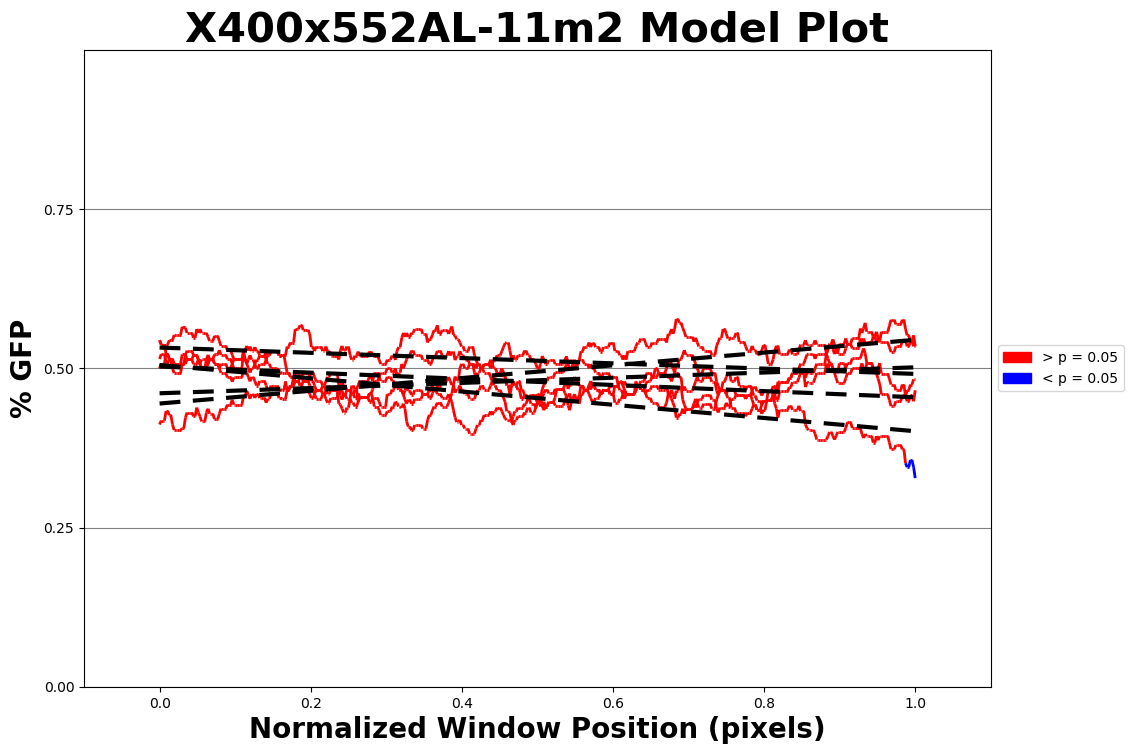 X400x552AL-11m2 Model Plot
% GFP
0.75
0.50
0.25
0.00
0.0 0.2 0.4 0.6 0.8 1.0
Normalized Window Position (pixels)
> p = 0.05
< p = 0.05